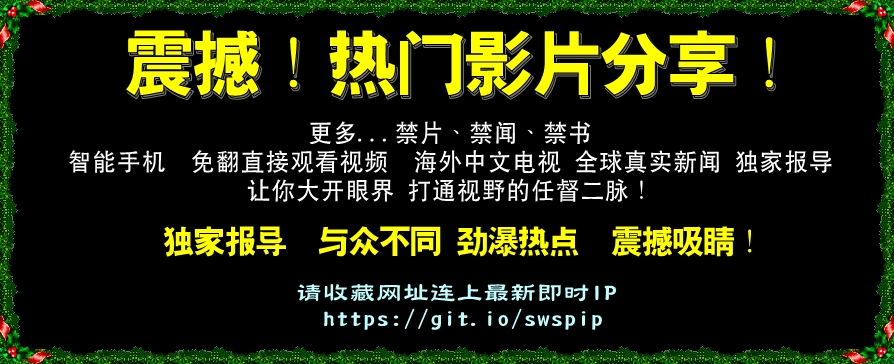 震撼！热门影片分享！
更多...禁片、禁闻、禁书
智能手机 免翻直接观看视频 海外中文电视 全球真实新闻 独家报导
让你大开眼界 打通视野的任督二脉！
独家报导 与众不同 劲瀑热点 震撼吸睛！
请收藏网址连上最新即时IP
https://git.io/swspip